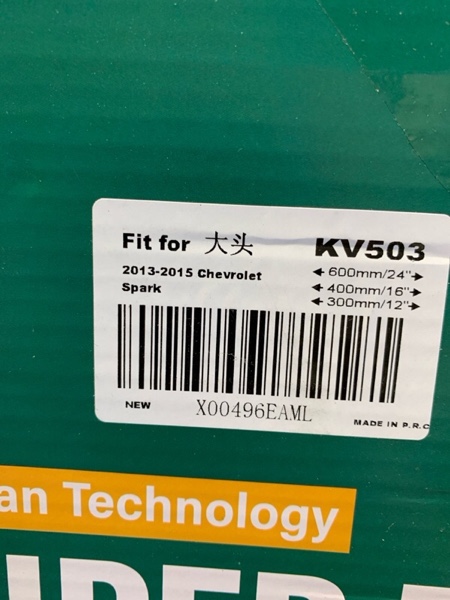 Fit for 大头 KV503
2013-2015 Chevrolet
Spark
600mm/24"
400mm/16"
300mm/12"
NEW X00496EAML MADE IN P.R.C
an Technology